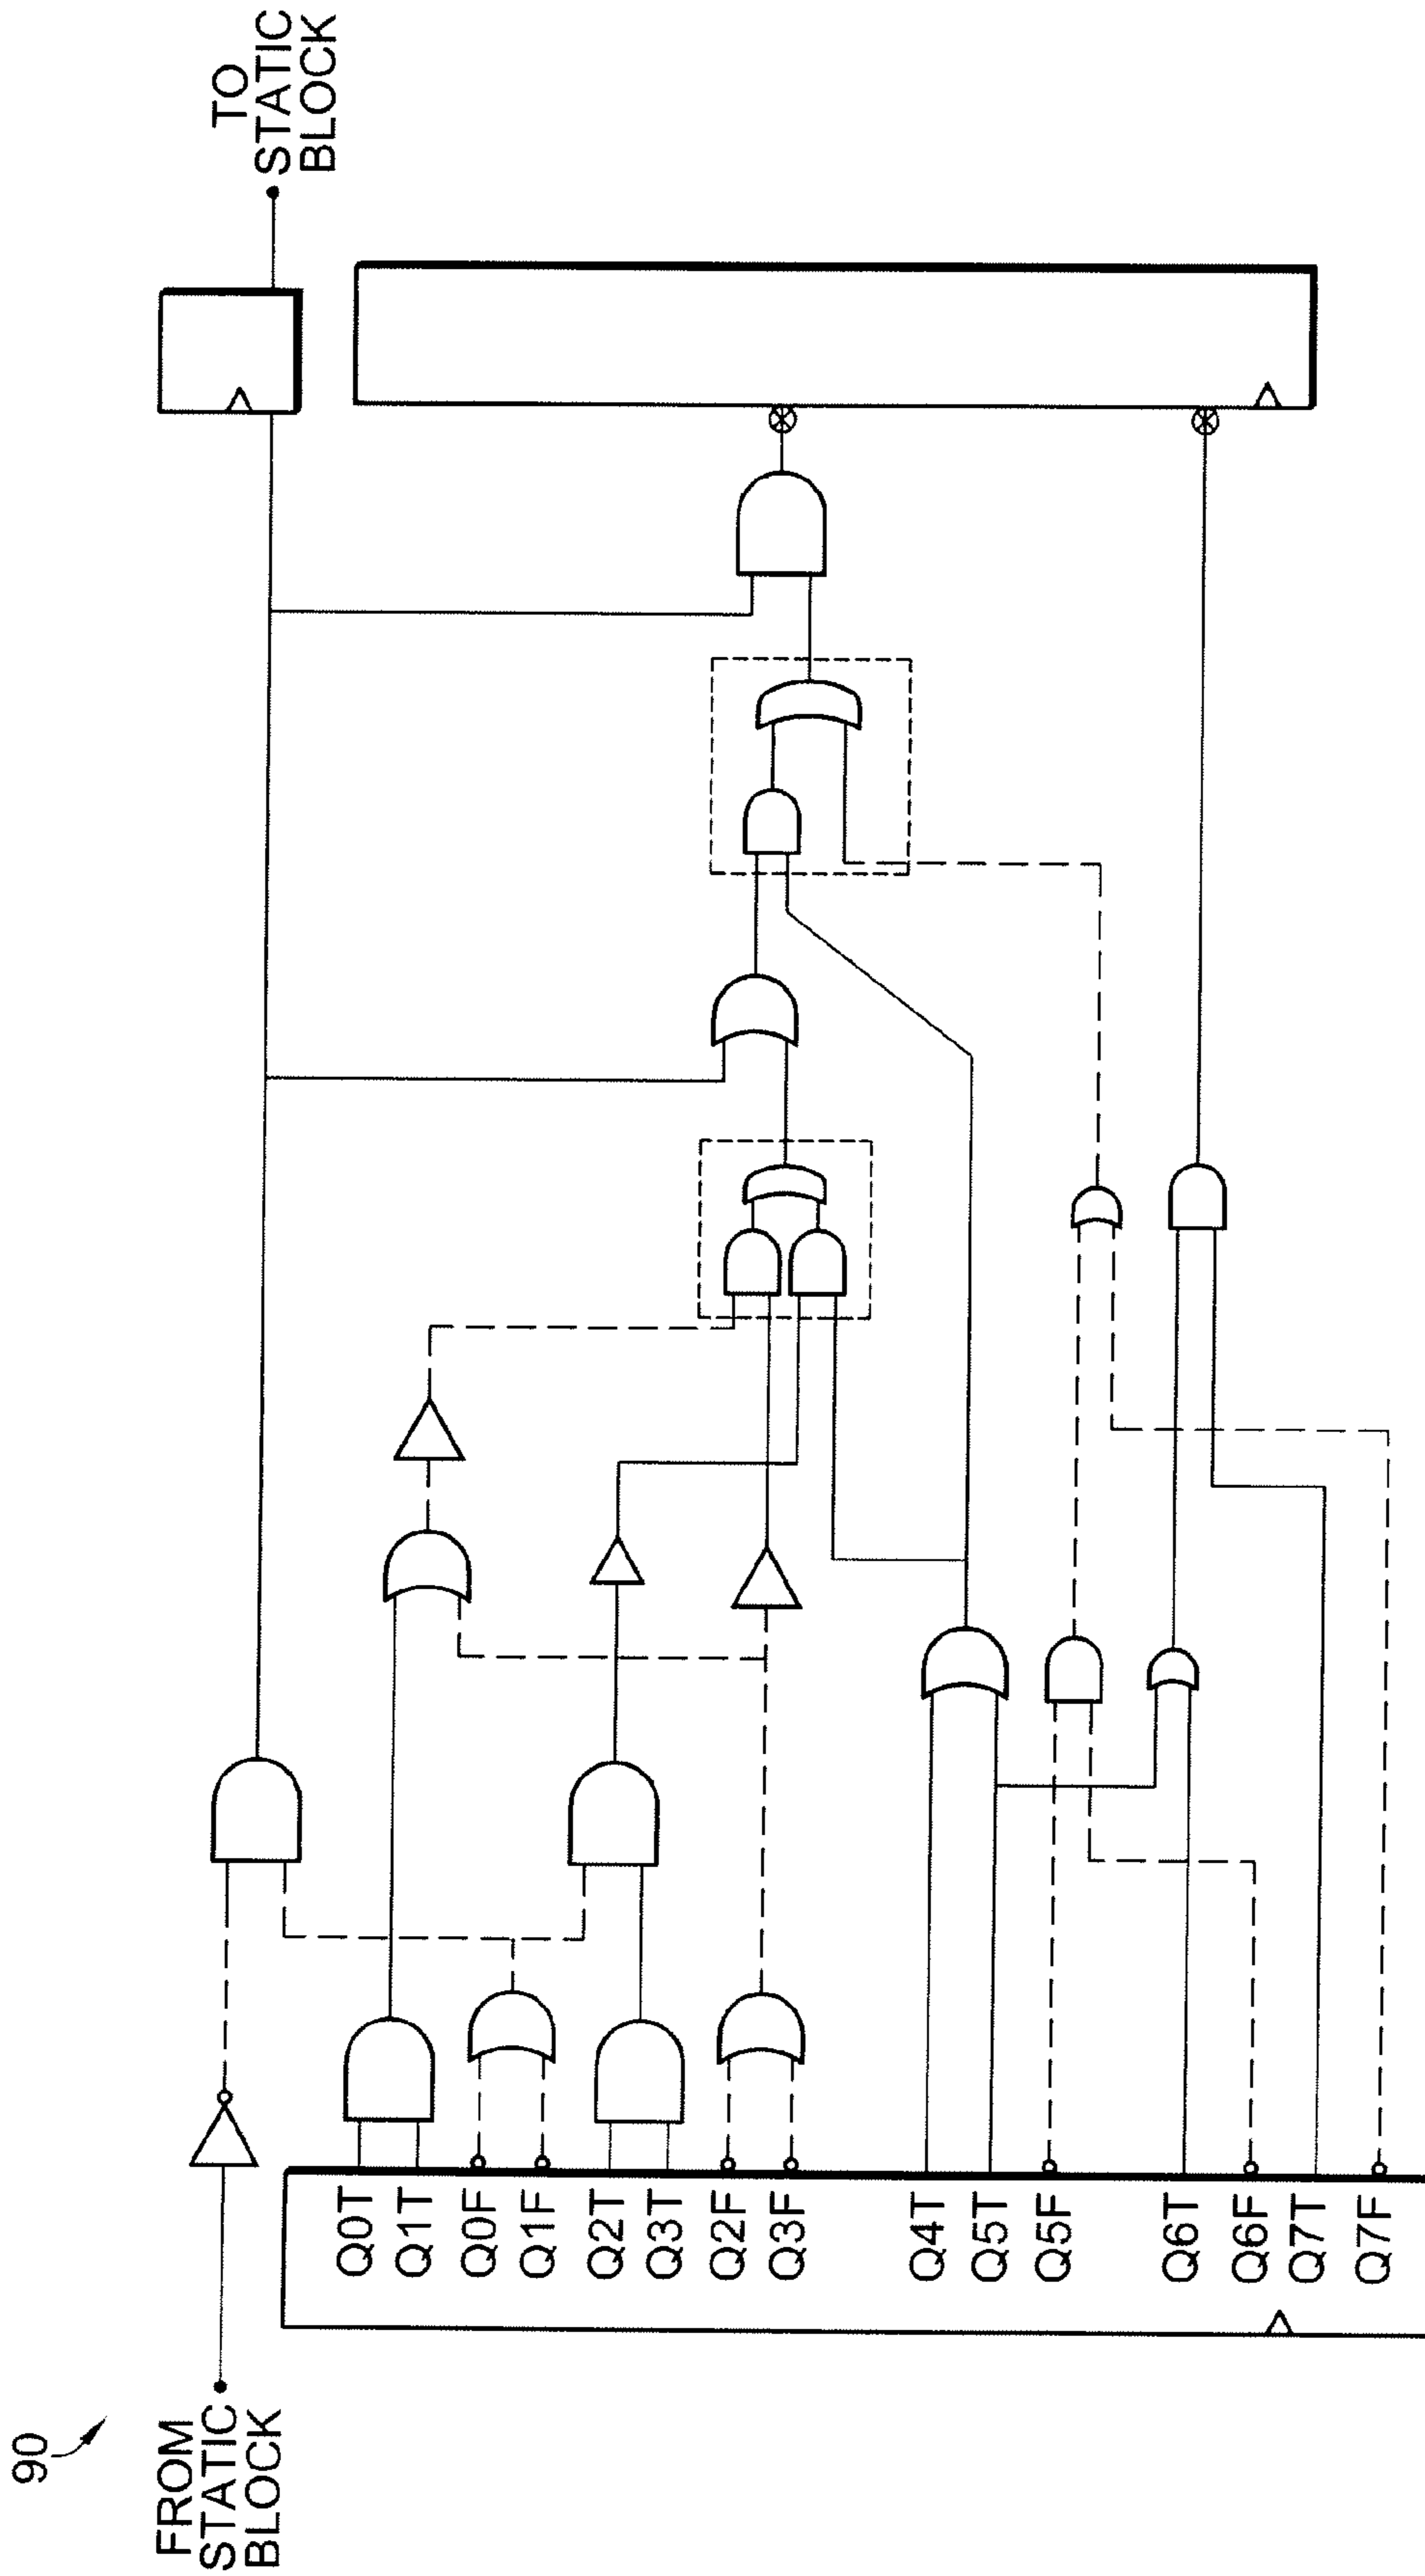 90
FROM
STATIC
BLOCK
Q0T
Q1T
Q0F
Q1F
Q2T
Q3T
Q2F
Q3F
Q4T
Q5T
Q5F
Q6T
Q6F
Q7T
Q7F
TO
STATIC
BLOCK